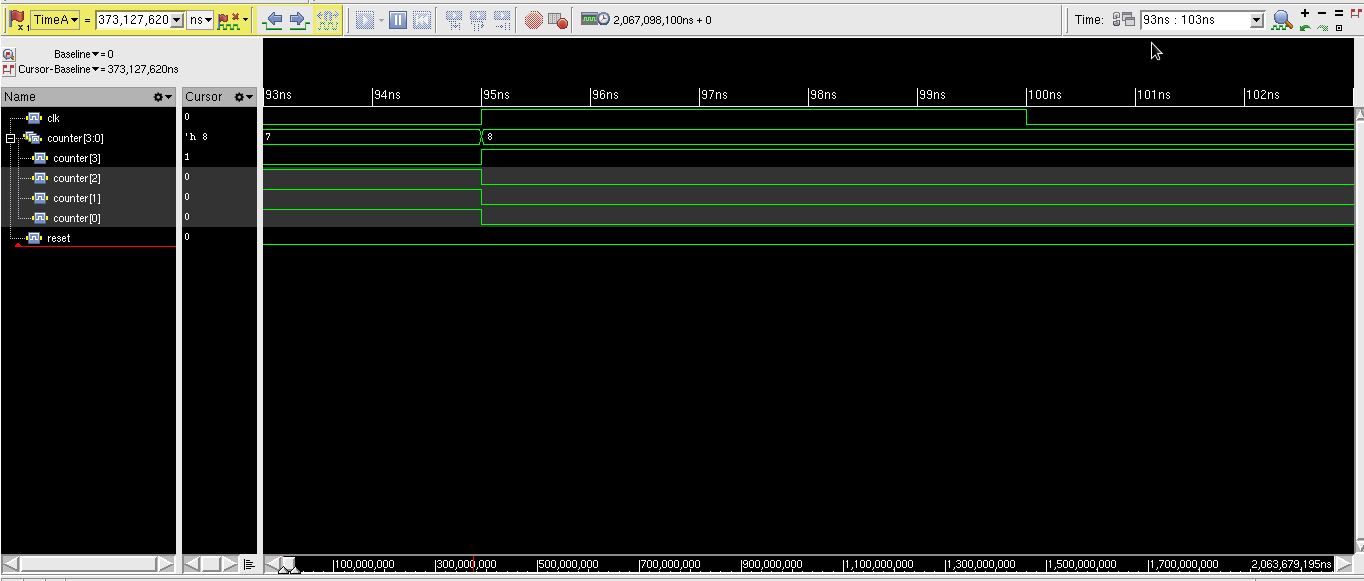 TimeA = 373,127,620 ns 2,067,098,100ns + 0 Time: 93ns : 103ns
Baseline = 0
Cursor-Baseline = 373,127,620ns
Name Cursor 93ns 94ns 95ns 96ns 97ns 98ns 99ns 100ns 101ns 102ns
clk 0
counter[3:0] 'h 8 7 8
counter[3] 1
counter[2] 0
counter[1] 0
counter[0] 0
reset 0
100,000,000 300,000,000 500,000,000 700,000,000 900,000,000 1,100,000,000 1,300,000,000 1,500,000,000 1,700,000,000 2,063,679,195ns